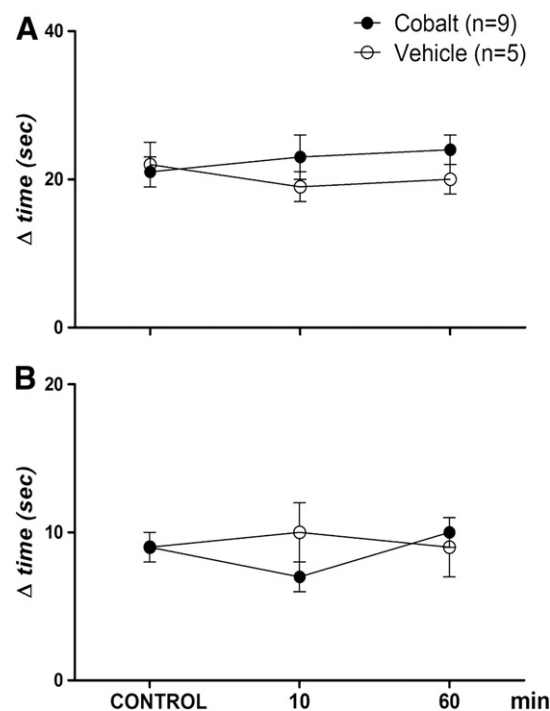 A
40
Cobalt (n=9)
Vehicle (n=5)
Δ time (sec)
20
0
B
20
Δ time (sec)
10
0
CONTROL 10 60 min